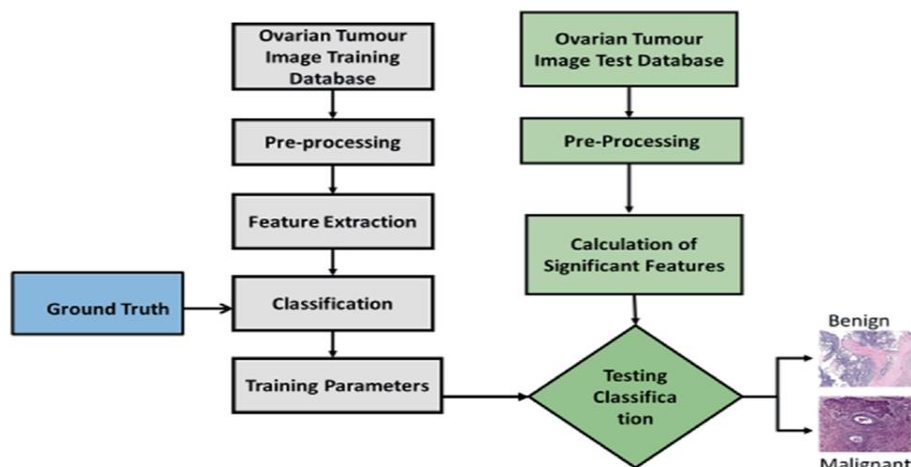 Ovarian Tumour
Image Training
Database
Pre-processing
Feature Extraction
Classification
Training Parameters
Ground Truth
Ovarian Tumour
Image Test Database
Pre-Processing
Calculation of
Significant Features
Testing
Classifica
tion
Benign
Malignant